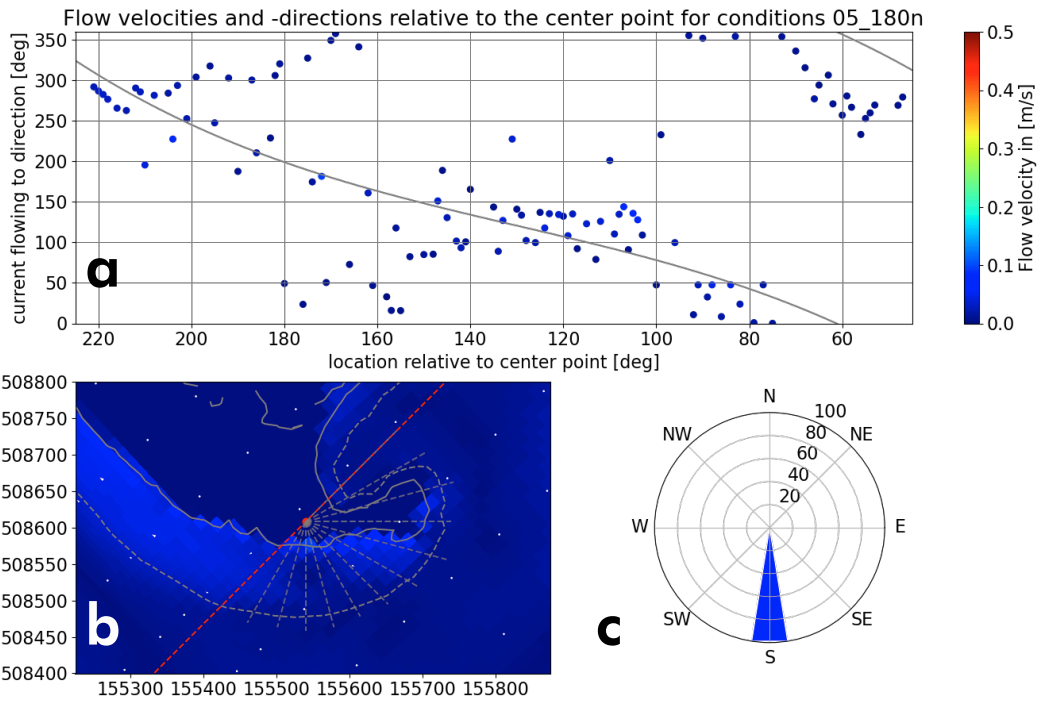 Flow velocities and -directions relative to the center point for conditions 05_180n
current flowing to direction [deg]
350
300
250
200
150
100
50
0
a
220 200 180 160 140 120 100 80 60
location relative to center point [deg]
0.5
0.4
0.3
0.2
0.1
0.0
Flow velocity in [m/s]
508800
508750
508700
508650
508600
508550
508500
508450
508400
b
155300 155400 155500 155600 155700 155800
c
N
NE
E
SE
S
SW
W
NW
100
80
60
40
20